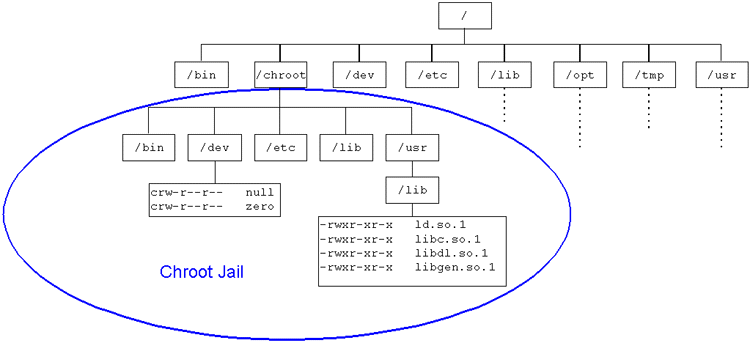 /
/bin /chroot /dev /etc /lib /opt /tmp /usr
/bin /dev /etc /lib /usr
/lib
crw-r--r-- null
crw-r--r-- zero
-rwxr-xr-x ld.so.1
-rwxr-xr-x libc.so.1
-rwxr-xr-x libdl.so.1
-rwxr-xr-x libgen.so.1
Chroot Jail